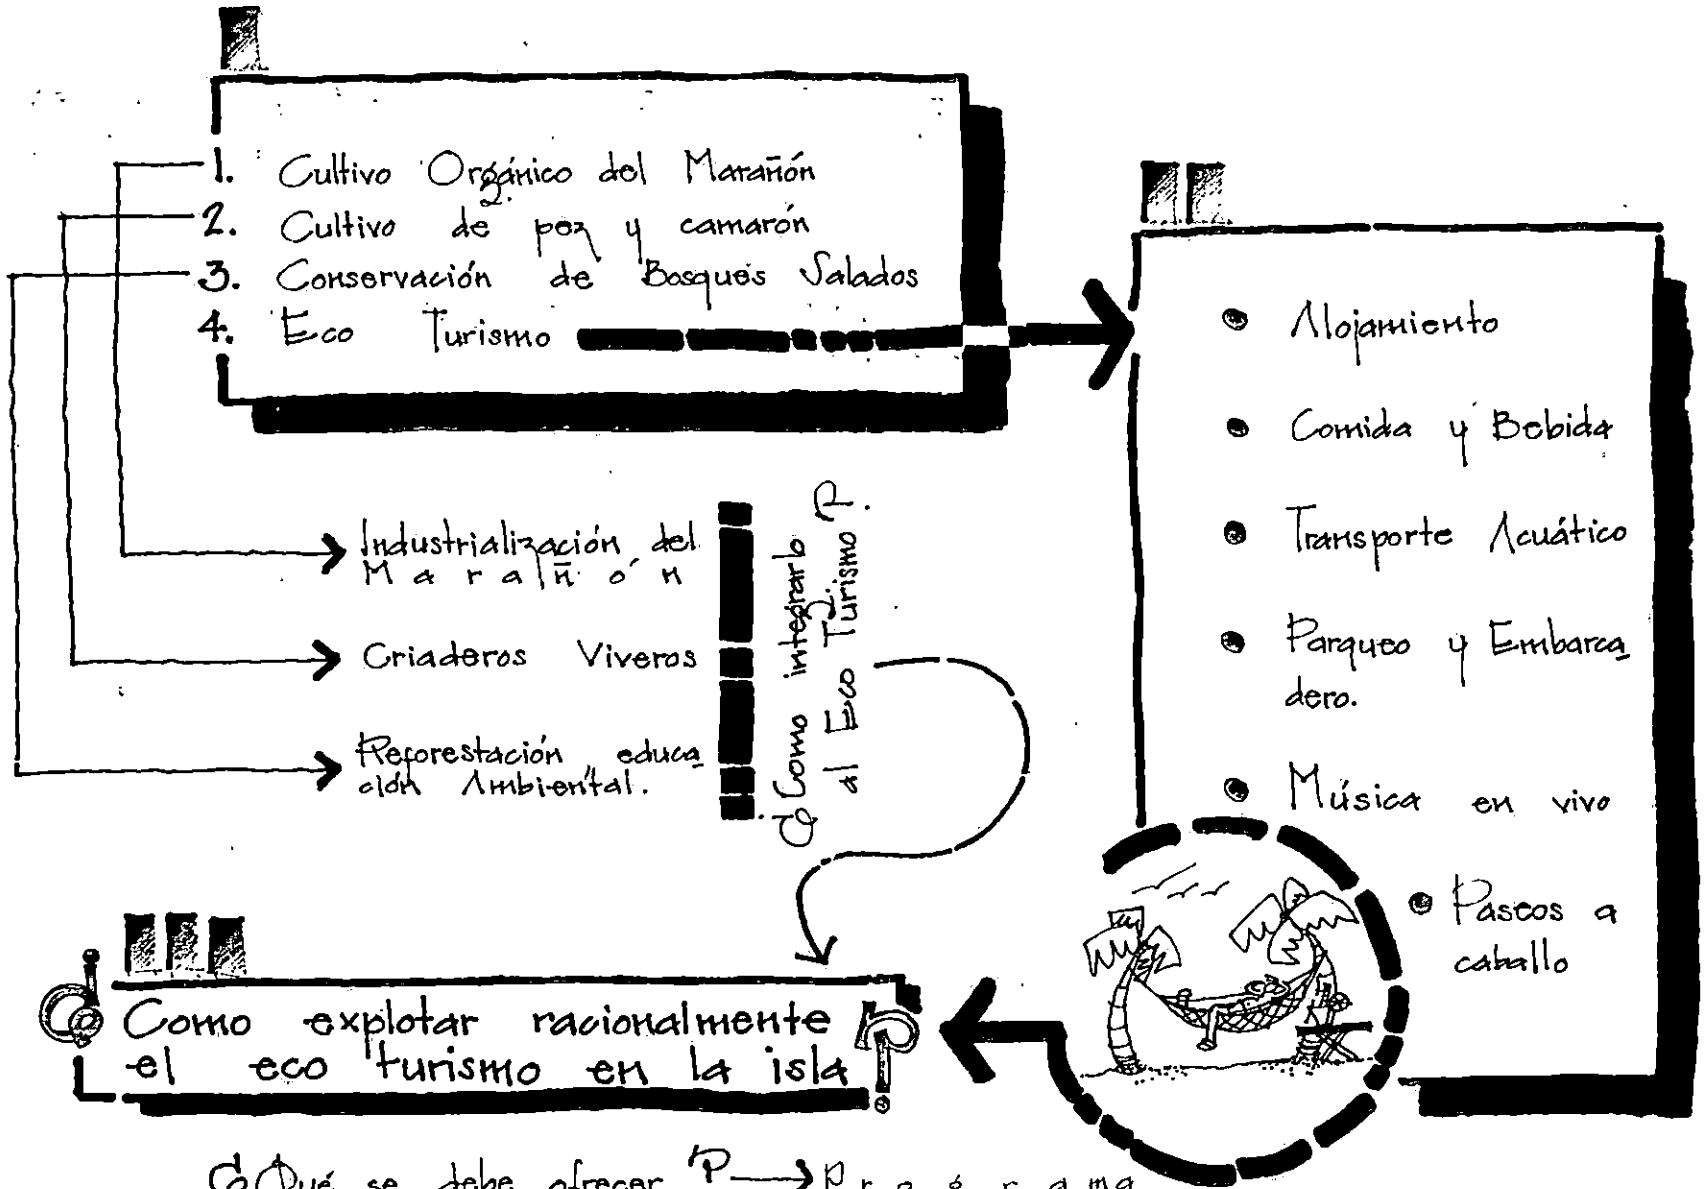 1. Cultivo Orgánico del Marañón
2. Cultivo de pez y camarón
3. Conservación de Bosques Salados
4. Eco Turismo
Industrialización del
Marañón
Criaderos Viveros
Reforestación educa
ción Ambiental.
¿Como integrarlo
al Eco Turismo?.
• Alojamiento
• Comida y Bebida
• Transporte Acuático
• Parqueo y Embarca
dero.
• Música en vivo
• Paseos a
caballo
¿Como explotar racionalmente
el eco turismo en la isla?
¿Qué se debe ofrecer? → Programa